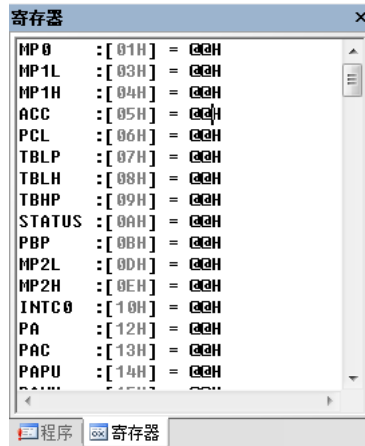 寄存器
MP0 :[01H] = @@H
MP1L :[03H] = @@H
MP1H :[04H] = @@H
ACC :[05H] = @@H
PCL :[06H] = @@H
TBLP :[07H] = @@H
TBLH :[08H] = @@H
TBHP :[09H] = @@H
STATUS :[0AH] = @@H
PBP :[0BH] = @@H
MP2L :[0DH] = @@H
MP2H :[0EH] = @@H
INTC0 :[10H] = @@H
PA :[12H] = @@H
PAC :[13H] = @@H
PAPU :[14H] = @@H
程序 寄存器